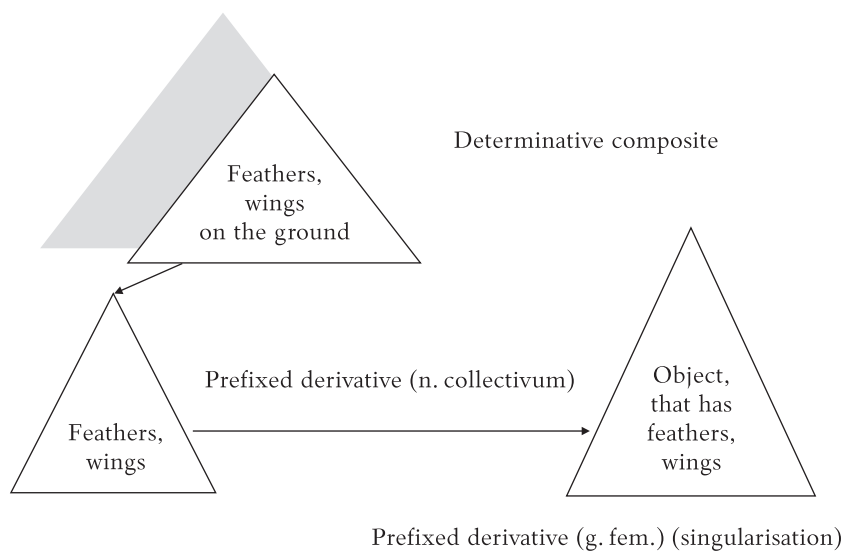 Determinative composite
Feathers,
wings
on the ground
Prefixed derivative (n. collectivum)
Feathers,
wings
Object,
that has
feathers,
wings
Prefixed derivative (g. fem.) (singularisation)